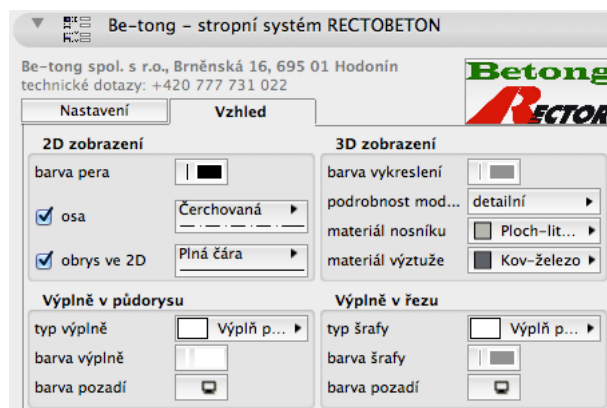 Be-tong – stropní systém RECTOBETON
Be-tong spol. s r.o., Brněnská 16, 695 01 Hodonín
technické dotazy: +420 777 731 022
Betong
RECTOR
Nastavení Vzhled
2D zobrazení 3D zobrazení
barva pera barva vykreslení
osa Čerchovaná podrobnost mod... detailní
materiál nosníku Ploch-lit...
obrys ve 2D Plná čára materiál výztuže Kov-železo
Výplně v půdorysu Výplně v řezu
typ výplně Výplň p... typ šrafy Výplň p...
barva výplně barva šrafy
barva pozadí barva pozadí